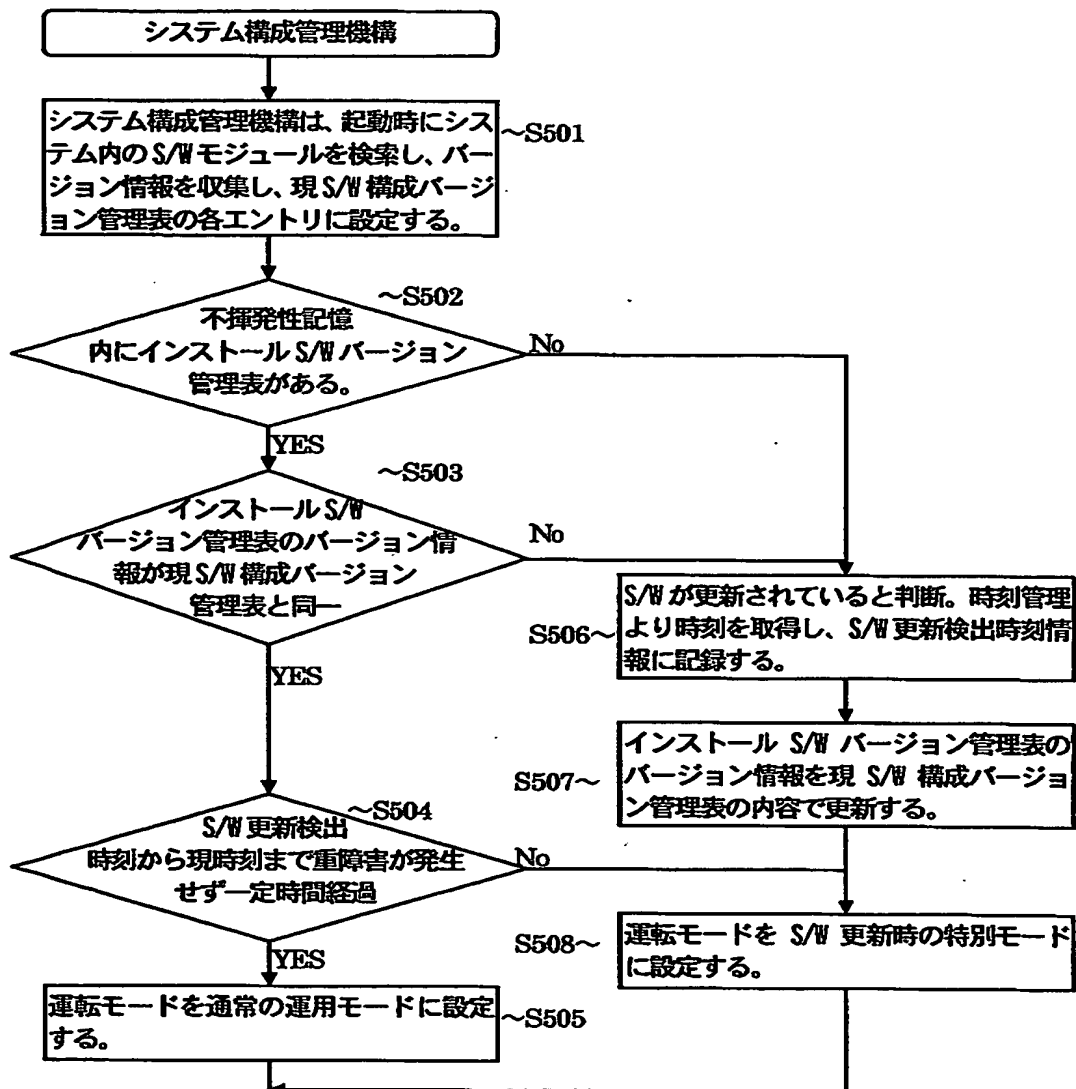 システム構成管理機構
システム構成管理機構は、起動時にシス
テム内のS/Wモジュールを検索し、バー
ジョン情報を収集し、現S/W構成バージ
ョン管理表の各エントリに設定する。
～S501
～S502
不揮発性記憶
内にインストールS/Wバージョン
管理表がある。
No
YES
～S503
インストールS/W
バージョン管理表のバージョン情
報が現S/W構成バージョン
管理表と同一
No
YES
S/Wが更新されていると判断。時刻管理
より時刻を取得し、S/W更新検出時刻情
報に記録する。
S506～
インストール S/W バージョン管理表の
バージョン情報を現 S/W 構成バージョ
ン管理表の内容で更新する。
S507～
～S504
S/W更新検出
時刻から現時刻まで重障害が発生
せず一定時間経過
No
YES
運転モードを S/W 更新時の特別モード
に設定する。
S508～
運転モードを通常の運用モードに設定
する。
～S505